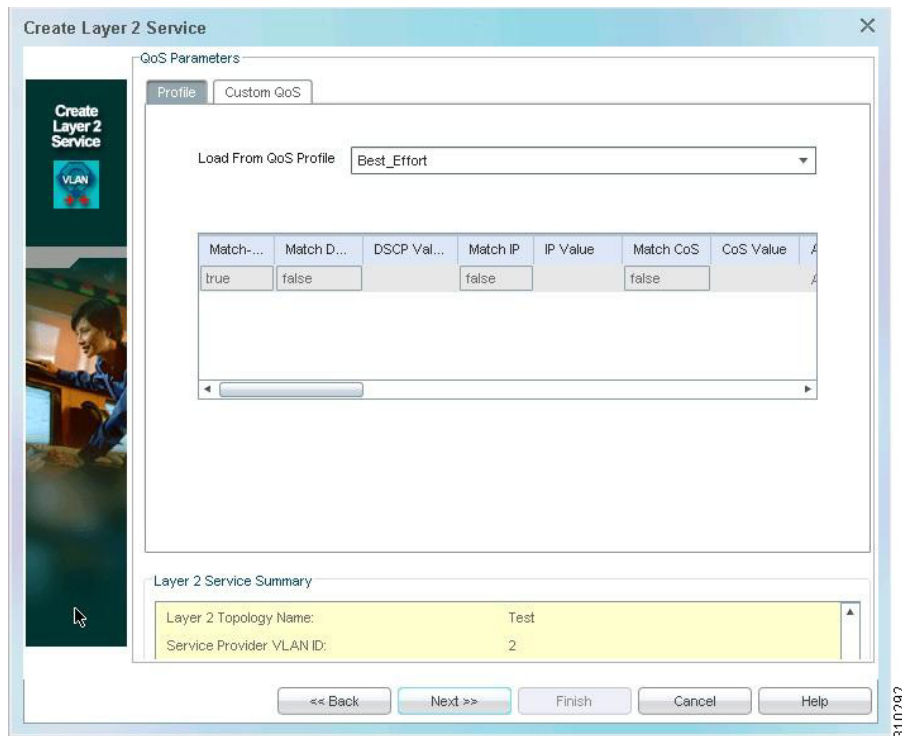 Create Layer 2 Service
QoS Parameters
Create
Layer 2
Service
VLAN
Profile
Custom QoS
Load From QoS Profile
Best_Effort
Match-... Match D... DSCP Val... Match IP IP Value Match CoS CoS Value A
true false false false A
Layer 2 Service Summary
Layer 2 Topology Name: Test
Service Provider VLAN ID: 2
<< Back Next >> Finish Cancel Help
310292